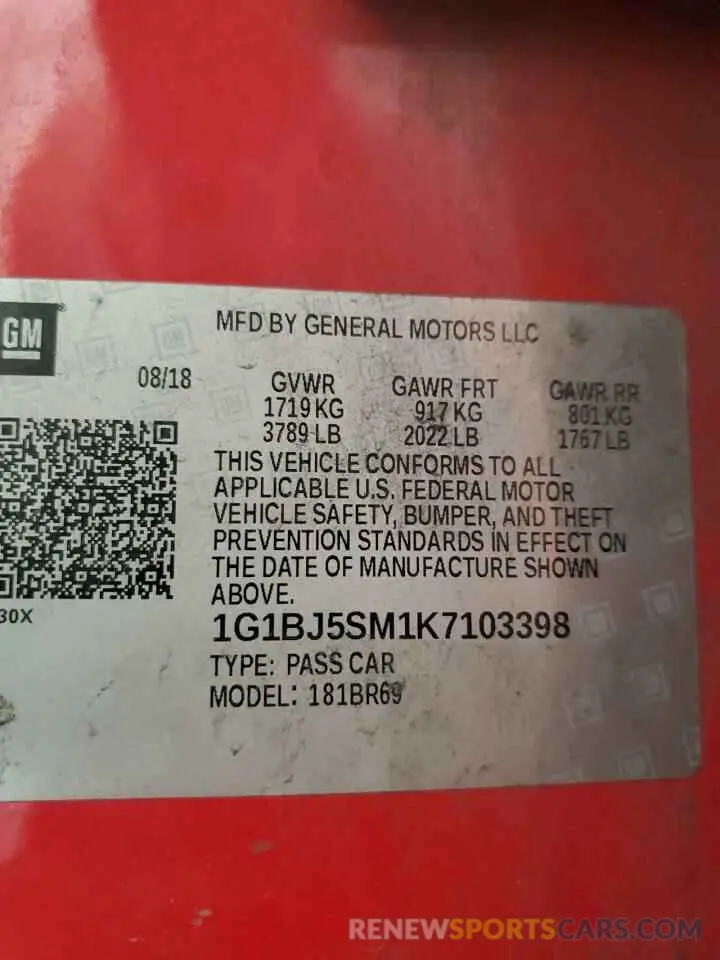 GM
MFD BY GENERAL MOTORS LLC
08/18 GVWR GAWR FRT GAWR RR
1719 KG 917 KG 801 KG
3789 LB 2022 LB 1767 LB
THIS VEHICLE CONFORMS TO ALL
APPLICABLE U.S. FEDERAL MOTOR
VEHICLE SAFETY, BUMPER, AND THEFT
PREVENTION STANDARDS IN EFFECT ON
THE DATE OF MANUFACTURE SHOWN
ABOVE.
30X
1G1BJ5SM1K7103398
TYPE: PASS CAR
MODEL: 181BR69
RENEWSPORTSCARS.COM